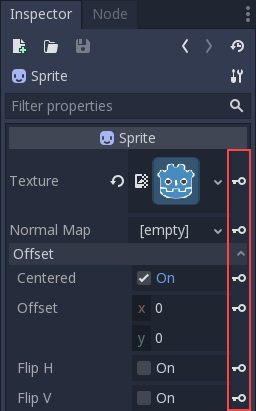 Inspector Node
Sprite
Filter properties
Sprite
Texture
Normal Map [empty]
Offset
Centered On
Offset x 0
y 0
Flip H On
Flip V On